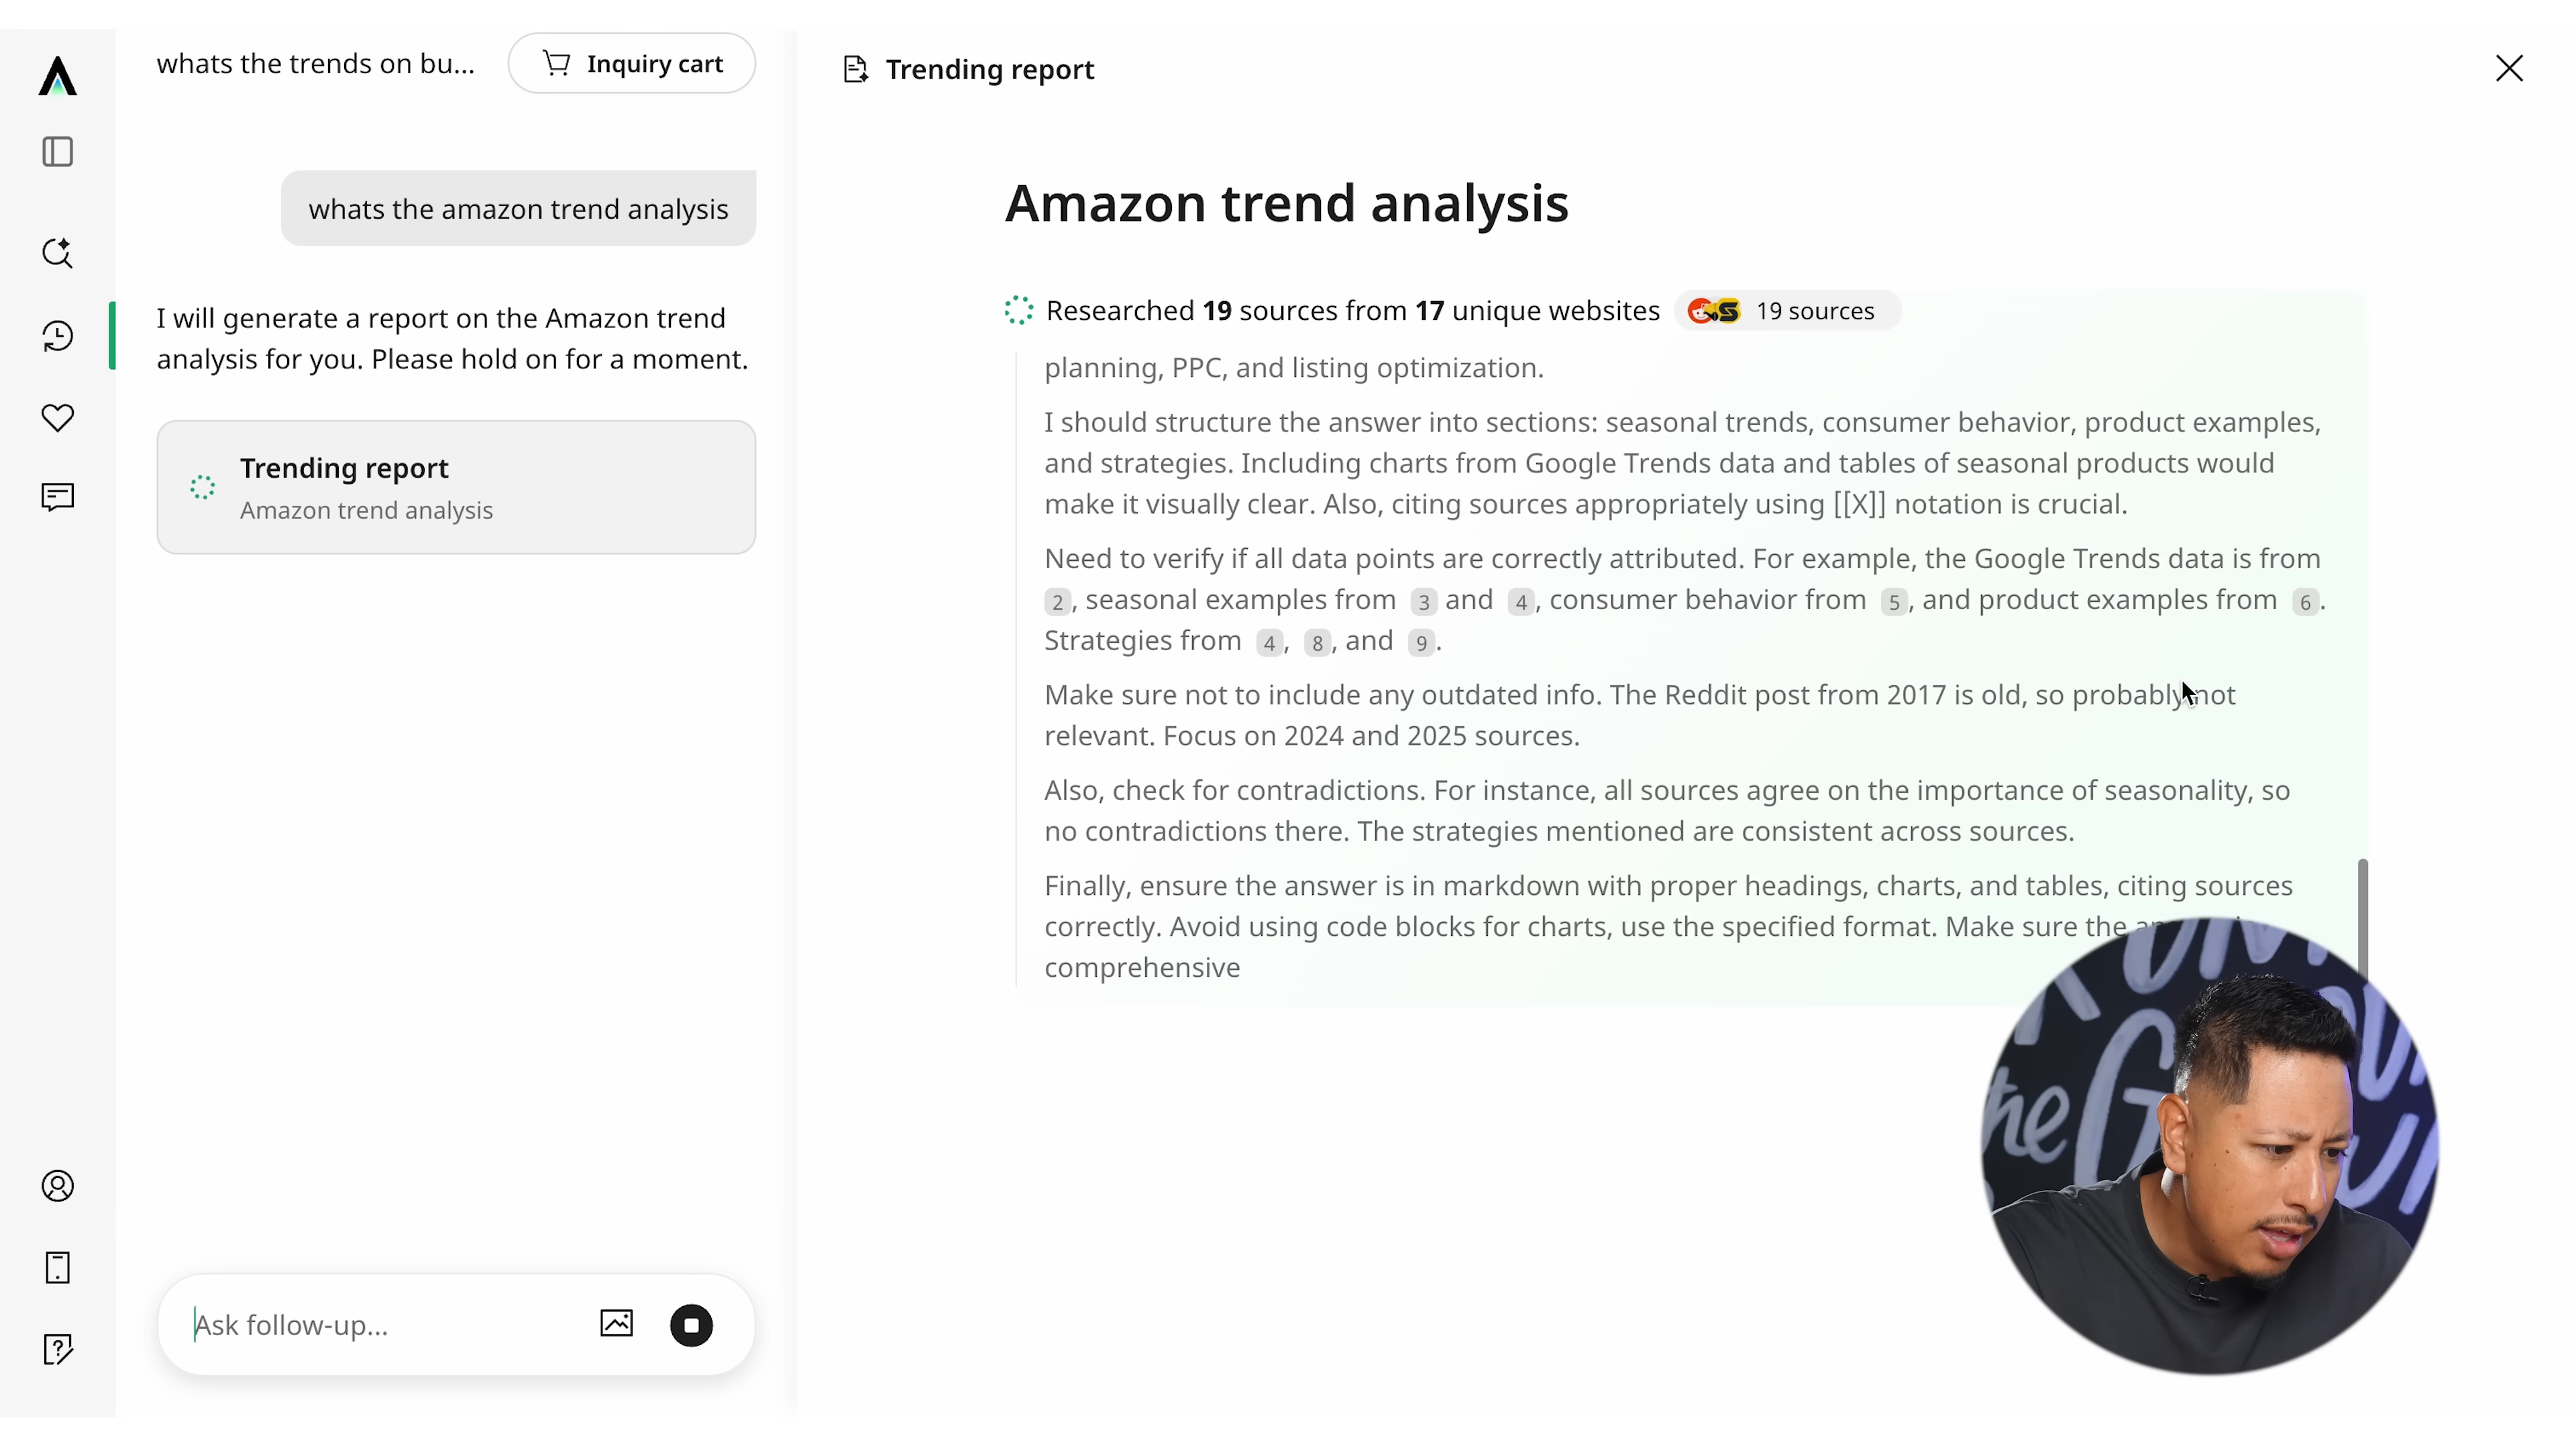 whats the trends on bu...
Inquiry cart
whats the amazon trend analysis
I will generate a report on the Amazon trend
analysis for you. Please hold on for a moment.
Trending report
Amazon trend analysis
Ask follow-up...
Trending report
Amazon trend analysis
Researched 19 sources from 17 unique websites 19 sources
planning, PPC, and listing optimization.
I should structure the answer into sections: seasonal trends, consumer behavior, product examples,
and strategies. Including charts from Google Trends data and tables of seasonal products would
make it visually clear. Also, citing sources appropriately using [[X]] notation is crucial.
Need to verify if all data points are correctly attributed. For example, the Google Trends data is from
2, seasonal examples from 3 and 4, consumer behavior from 5, and product examples from 6.
Strategies from 4, 8, and 9.
Make sure not to include any outdated info. The Reddit post from 2017 is old, so probably not
relevant. Focus on 2024 and 2025 sources.
Also, check for contradictions. For instance, all sources agree on the importance of seasonality, so
no contradictions there. The strategies mentioned are consistent across sources.
Finally, ensure the answer is in markdown with proper headings, charts, and tables, citing sources
correctly. Avoid using code blocks for charts, use the specified format. Make sure the
comprehensive
the G